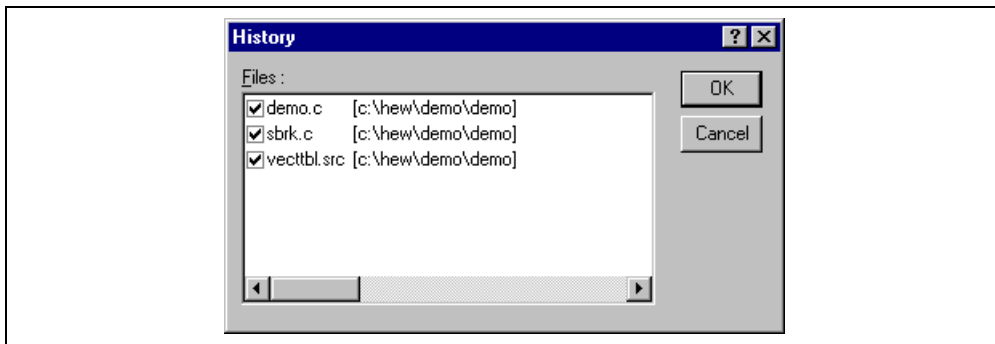 History
Files :
OK
demo.c [c:\hew\demo\demo]
Cancel
sbrk.c [c:\hew\demo\demo]
vecttbl.src [c:\hew\demo\demo]